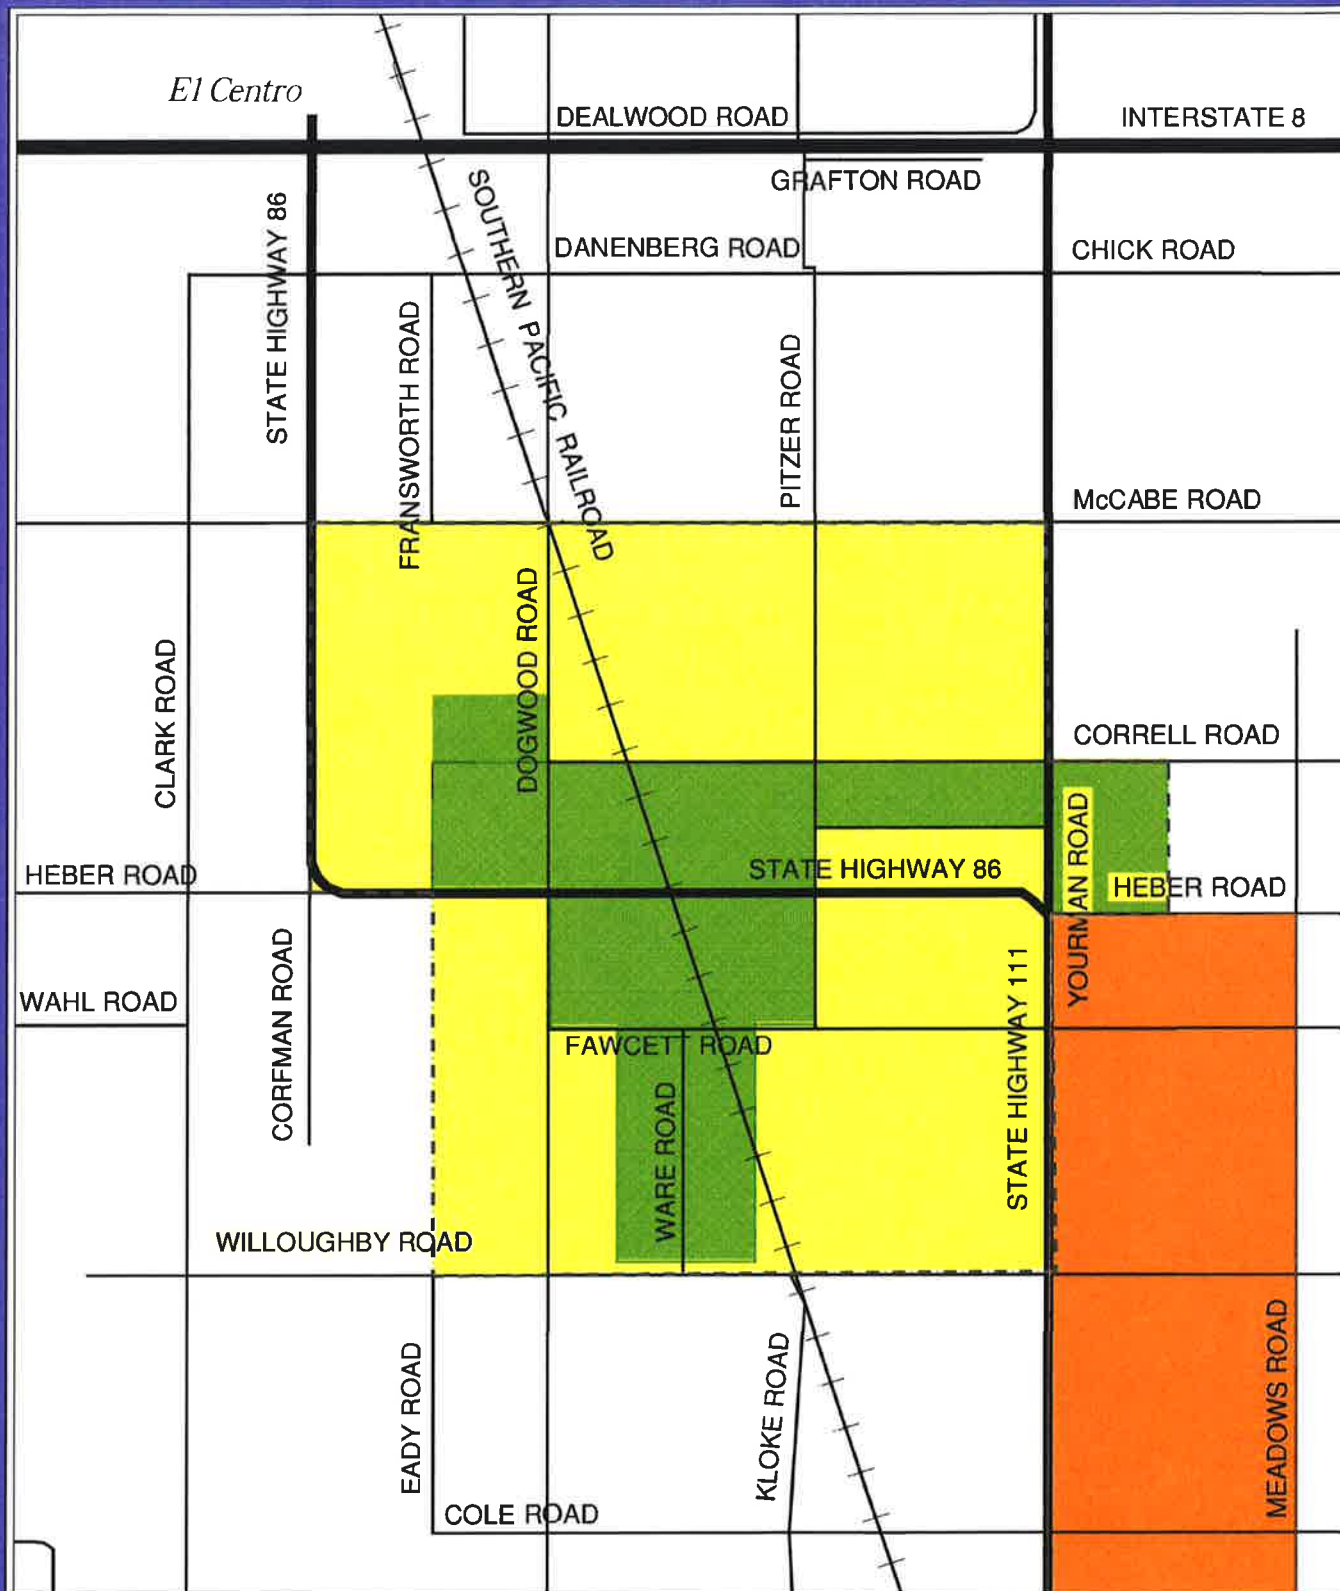 El Centro
DEALWOOD ROAD
INTERSTATE 8
GRAFTON ROAD
STATE HIGHWAY 86
SOUTHERN PACIFIC RAILROAD
DANENBERG ROAD
CHICK ROAD
FRANSWORTH ROAD
PITZER ROAD
McCABE ROAD
DOGWOOD ROAD
CLARK ROAD
CORRELL ROAD
YOURMAN ROAD
STATE HIGHWAY 86
HEBER ROAD
HEBER ROAD
CORFMAN ROAD
STATE HIGHWAY 111
WAHL ROAD
FAWCETT ROAD
WARE ROAD
WILLOUGHBY ROAD
EADY ROAD
KLOKE ROAD
MEADOWS ROAD
COLE ROAD